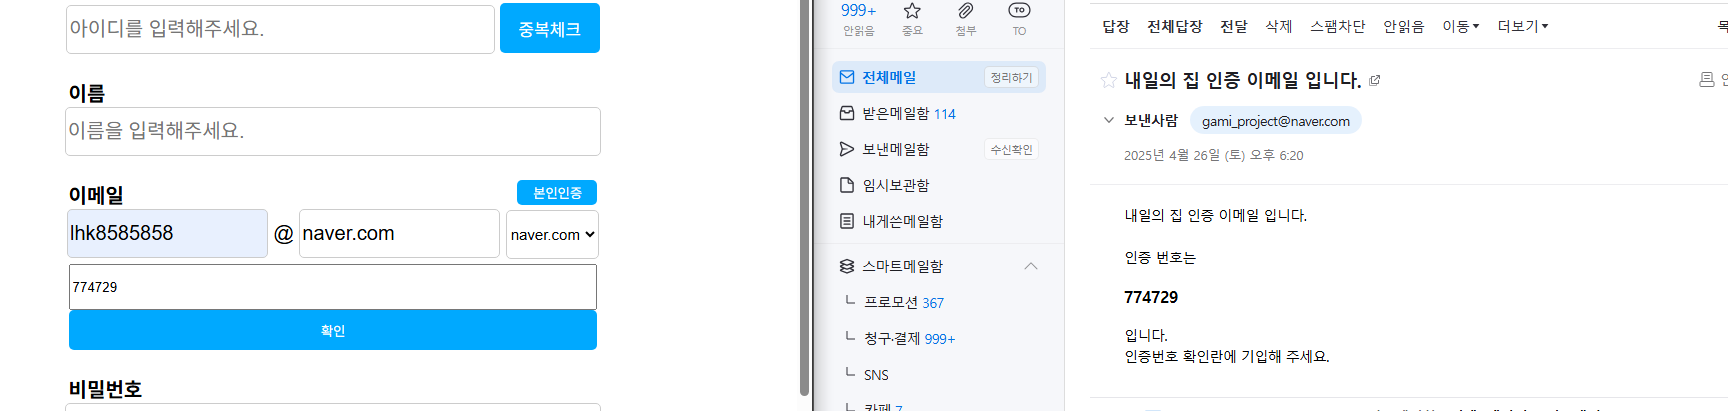 아이디를 입력해주세요.
중복체크
이름
이름을 입력해주세요.
이메일
본인인증
lhk8585858 @ naver.com naver.com
774729
확인
비밀번호
999+
안읽음 중요 첨부 TO
전체메일 정리하기
받은메일함 114
보낸메일함 수신확인
임시보관함
내게쓴메일함
스마트메일함
프로모션 367
청구·결제 999+
SNS
카페 7
답장 전체답장 전달 삭제 스팸차단 안읽음 이동 더보기
내일의 집 인증 이메일 입니다.
보낸사람 gami_project@naver.com
2025년 4월 26일 (토) 오후 6:20
내일의 집 인증 이메일 입니다.
인증 번호는
774729
입니다.
인증번호 확인란에 기입해 주세요.